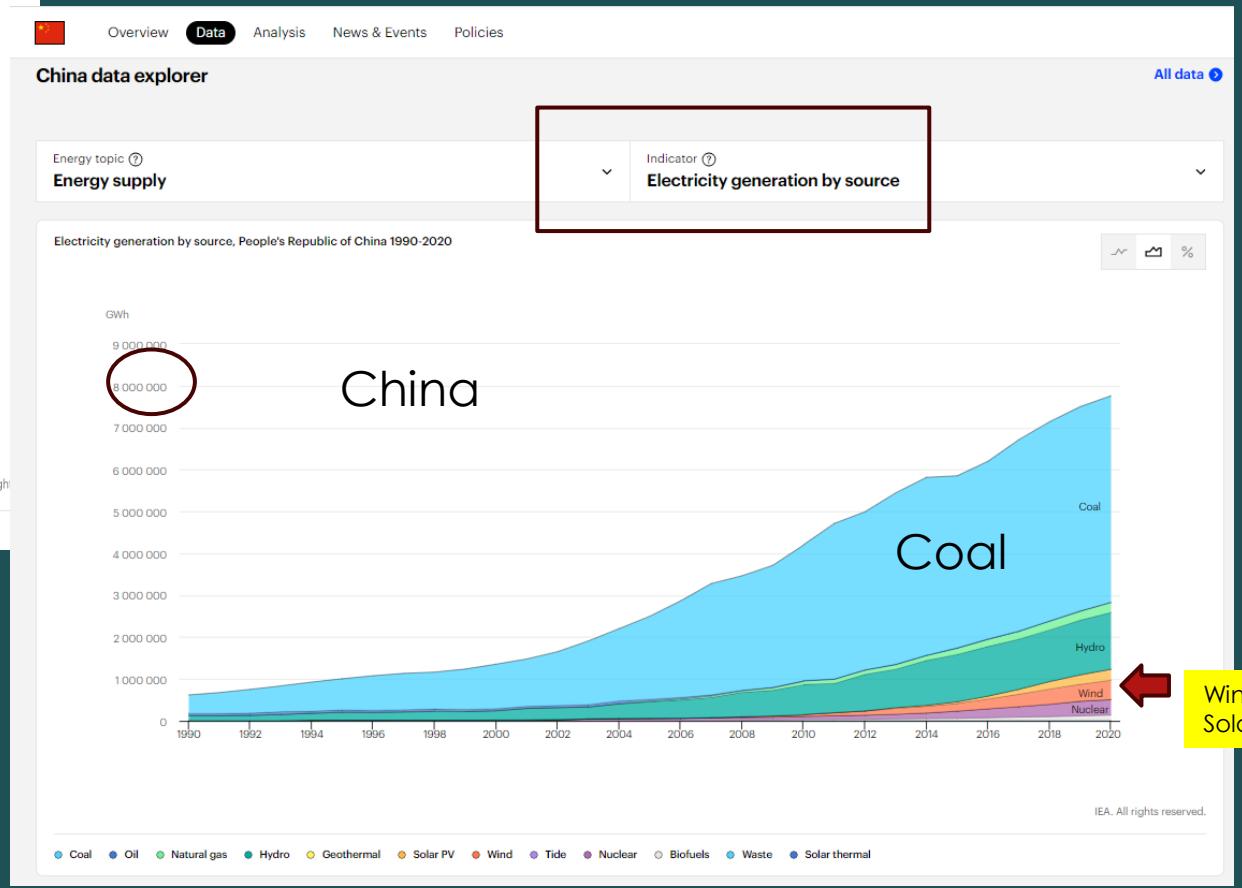 Overview Data Analysis News & Events Policies
China data explorer
All data
Energy topic ?
Energy supply
Indicator ?
Electricity generation by source
Electricity generation by source, People's Republic of China 1990-2020
%
GWh
9 000 000
8 000 000
7 000 000
6 000 000
5 000 000
4 000 000
3 000 000
2 000 000
1 000 000
0
China
Coal
Coal
Hydro
Wind
Nuclear
1990 1992 1994 1996 1998 2000 2002 2004 2006 2008 2010 2012 2014 2016 2018 2020
IEA. All rights reserved.
Coal Oil Natural gas Hydro Geothermal Solar PV Wind Tide Nuclear Biofuels Waste Solar thermal